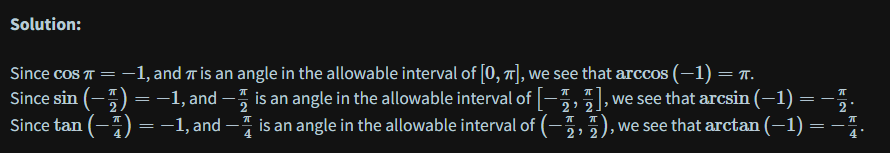 Solution:
Since cos π = −1, and π is an angle in the allowable interval of [0, π], we see that arccos (−1) = π.
Since sin (−π/2) = −1, and −π/2 is an angle in the allowable interval of [−π/2, π/2], we see that arcsin (−1) = −π/2.
Since tan (−π/4) = −1, and −π/4 is an angle in the allowable interval of (−π/2, π/2), we see that arctan (−1) = −π/4.